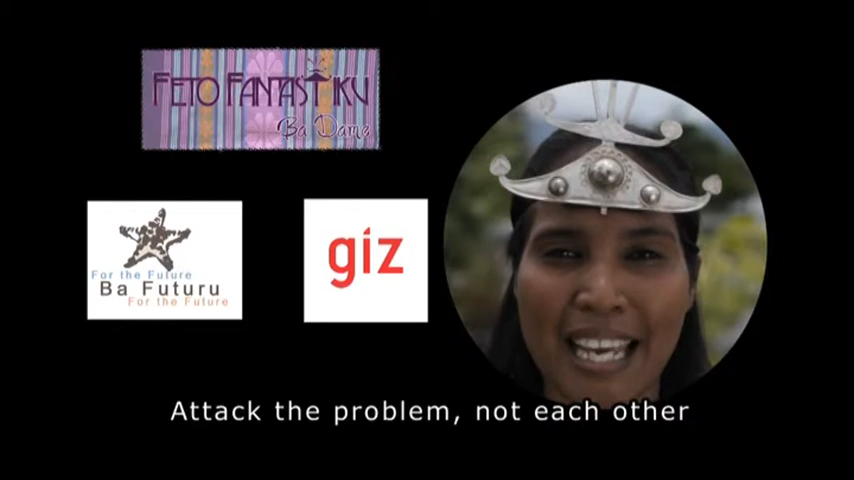 FETO FANTASTIKU
Ba Dame
For the Future
Ba Futuru
For the Future
giz
Attack the problem, not each other